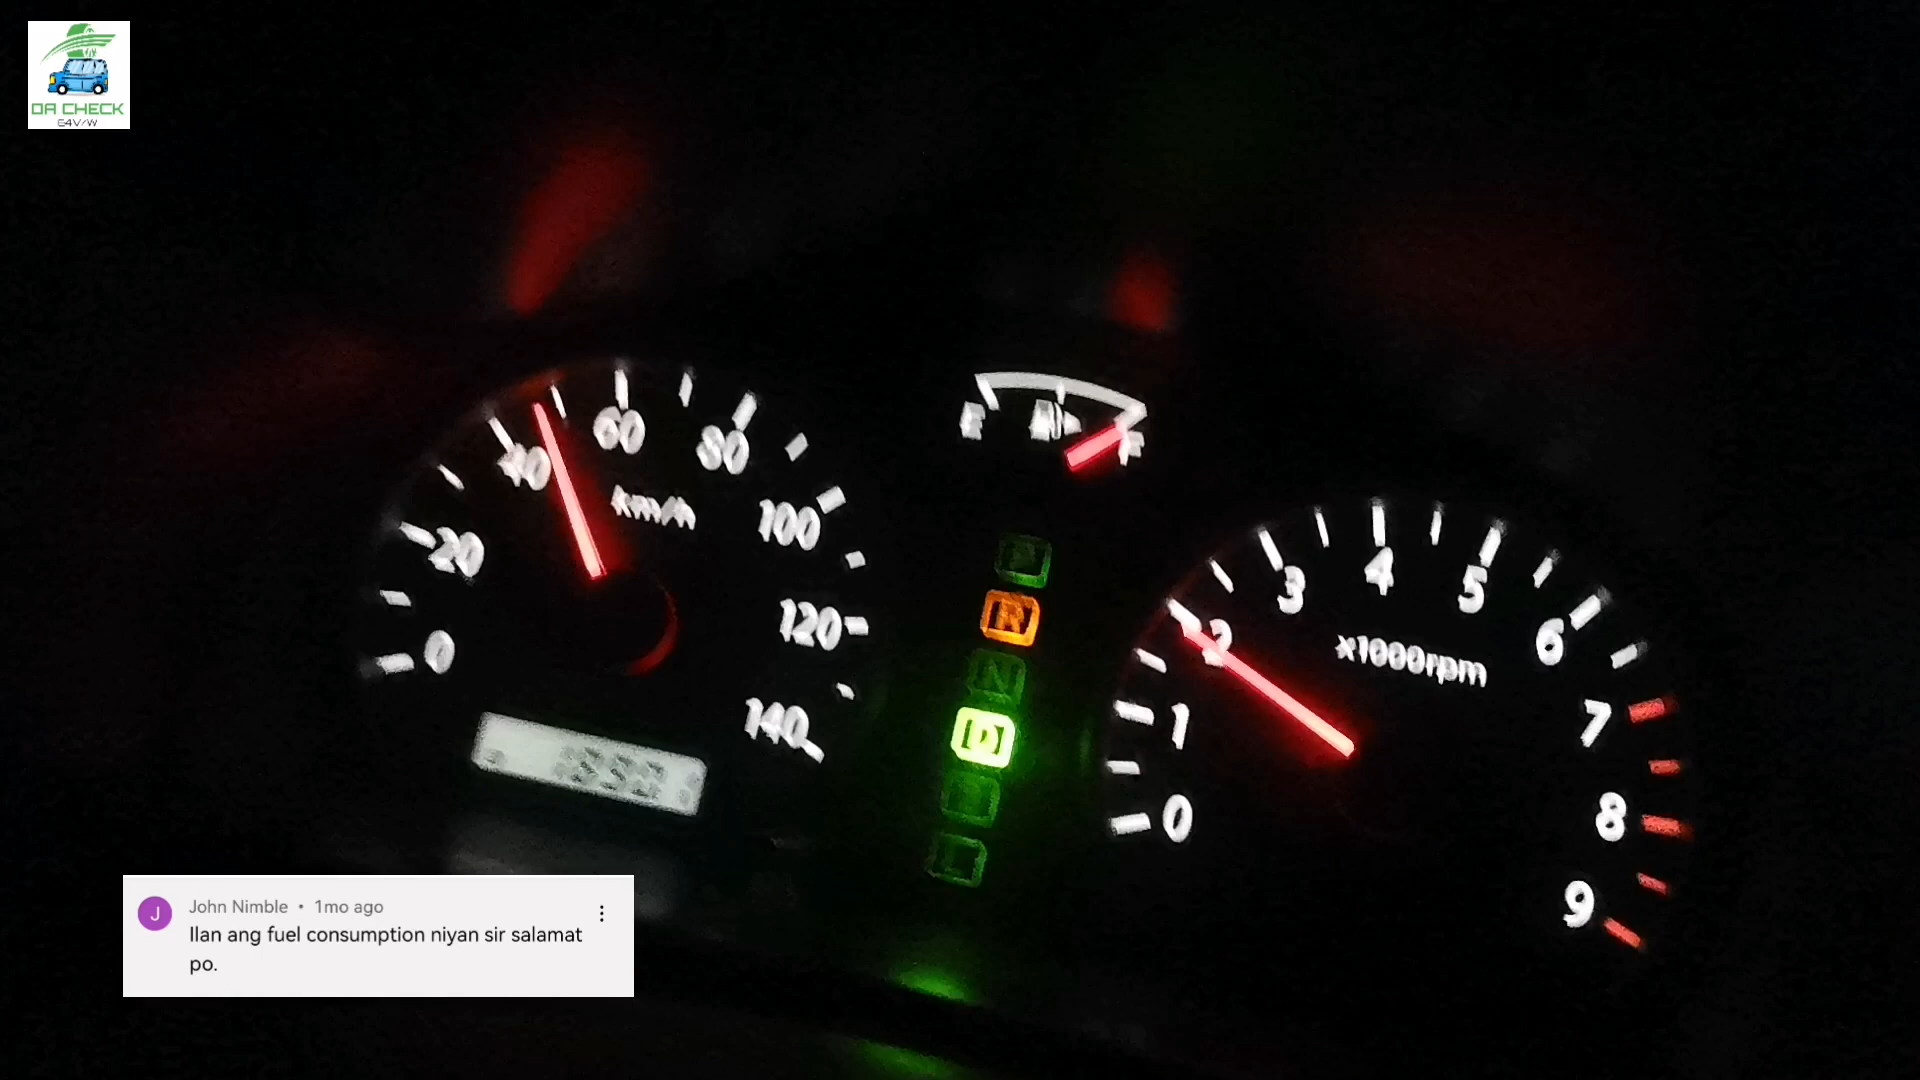 DA CHECK
64V/W
0
20
40
60
80
100
120
140
km/h
F
R
N
D
0
1
2
3
4
5
6
7
8
9
x1000rpm
John Nimble • 1mo ago
Ilan ang fuel consumption niyan sir salamat
po.